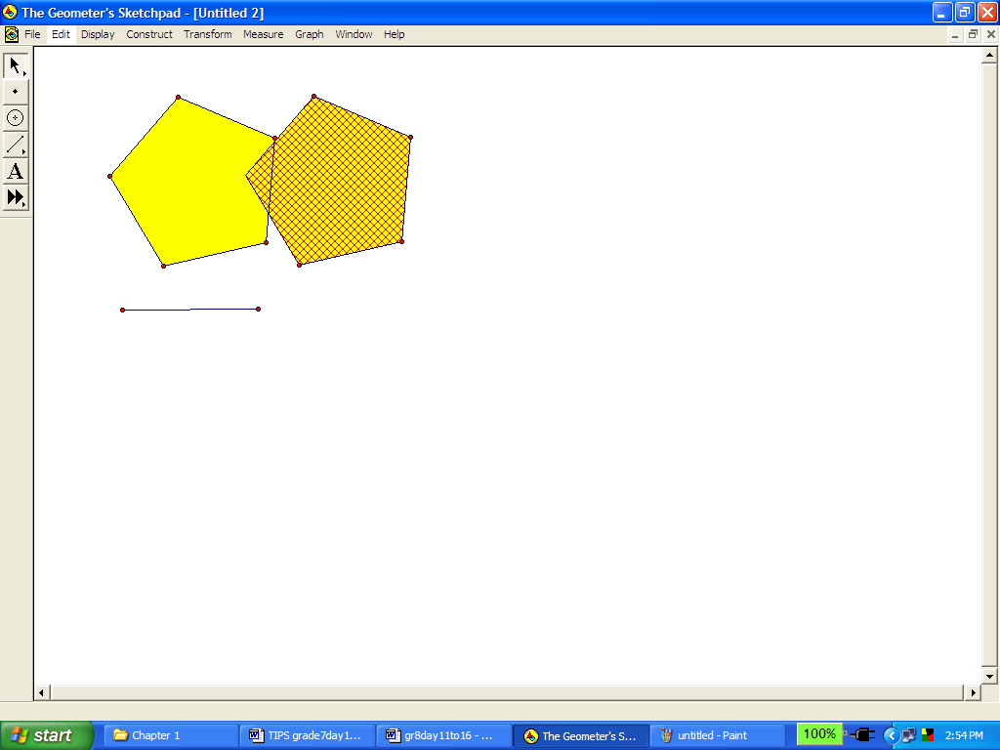 The Geometer's Sketchpad - [Untitled 2]
File Edit Display Construct Transform Measure Graph Window Help
A
start Chapter 1 TIPS grade7day1... gr8day11to16 - ... The Geometer's S... untitled - Paint 100% 2:54 PM